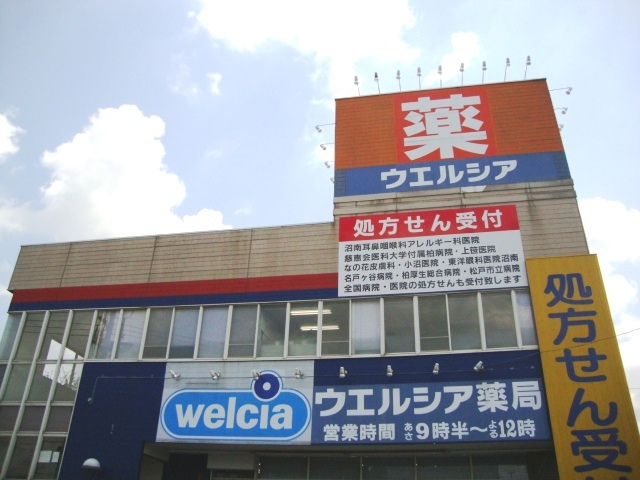 薬
ウエルシア
処方せん受付
沼南耳鼻咽喉科アレルギー科医院
慈恵会医科大学付属柏病院・上笹医院
なの花皮膚科・小沼医院・東洋眼科医院沼南
名戸ヶ谷病院・柏厚生総合病院・松戸市立病院
全国病院・医院の処方せんも受付致します
welcia
ウエルシア薬局
営業時間 あさ9時半〜よる12時
処方せん受